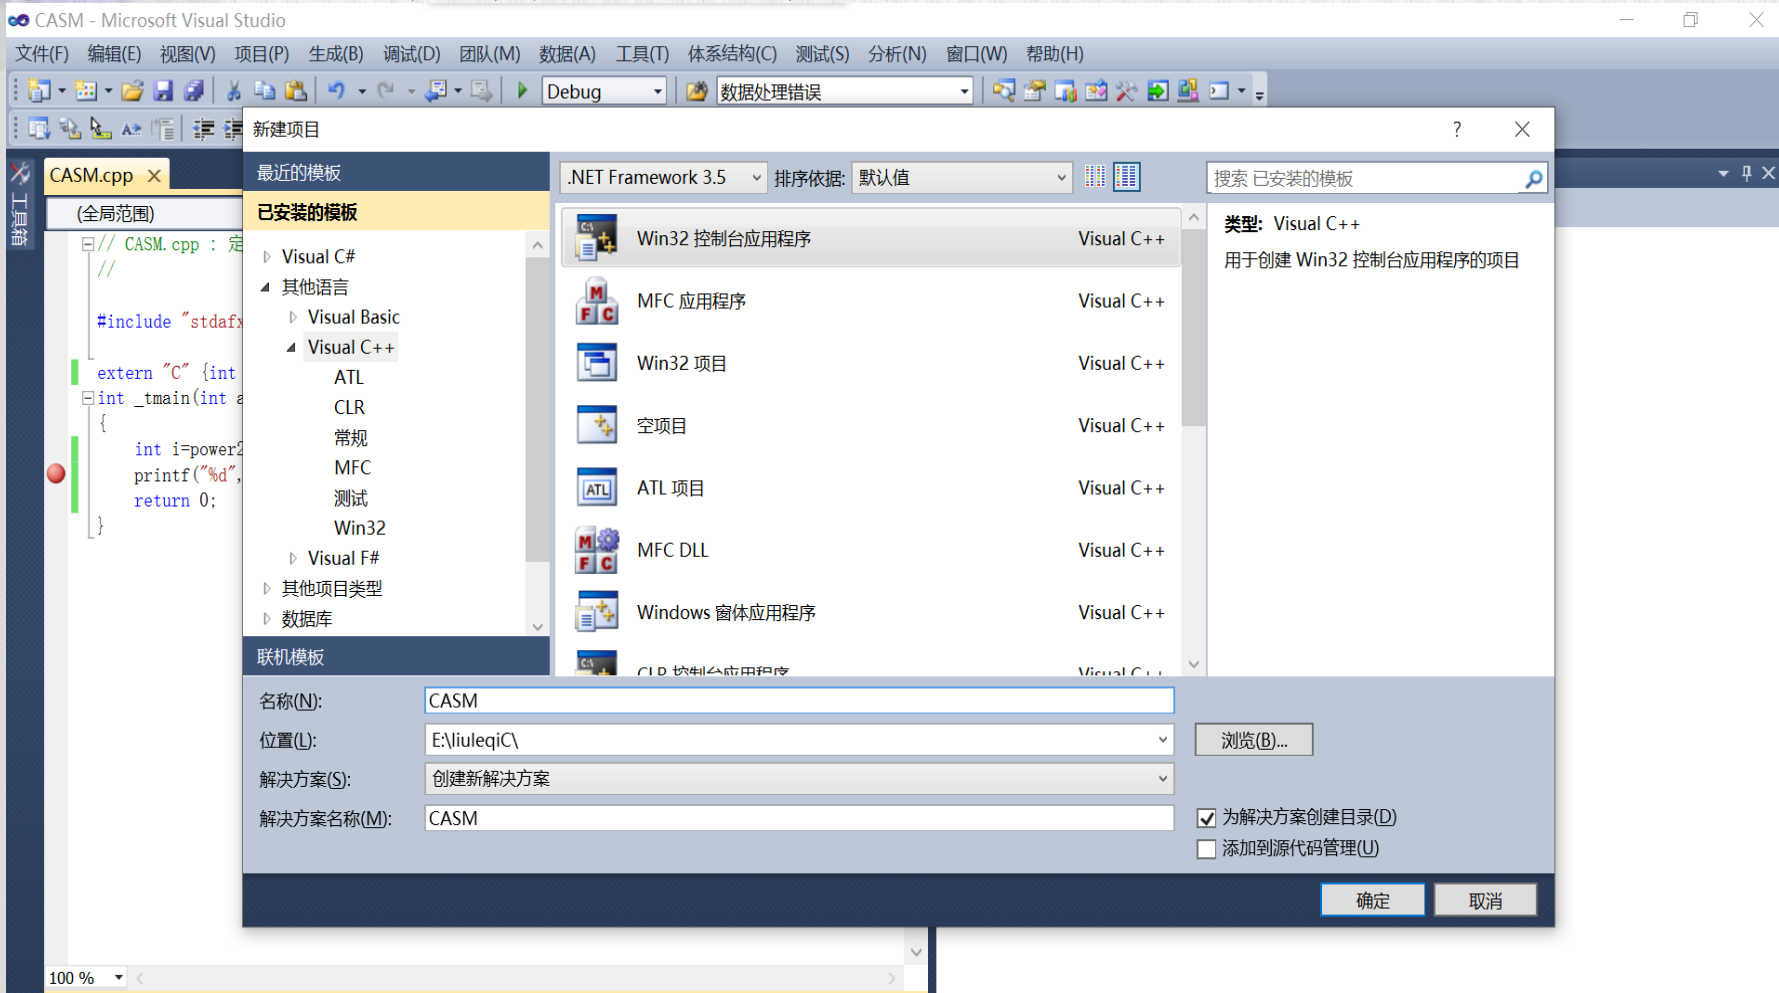 CASM - Microsoft Visual Studio
文件(F) 编辑(E) 视图(V) 项目(P) 生成(B) 调试(D) 团队(M) 数据(A) 工具(T) 体系结构(C) 测试(S) 分析(N) 窗口(W) 帮助(H)
Debug 数据处理错误
新建项目
工具箱
CASM.cpp
(全局范围)
// CASM.cpp : 定
//
#include "stdafx
extern "C" {int
int _tmain(int a
{
int i=power2
printf("%d",
return 0;
}
100 %
最近的模板
已安装的模板
Visual C#
其他语言
Visual Basic
Visual C++
ATL
CLR
常规
MFC
测试
Win32
Visual F#
其他项目类型
数据库
联机模板
.NET Framework 3.5 排序依据: 默认值
搜索 已安装的模板
Win32 控制台应用程序 Visual C++
MFC 应用程序 Visual C++
Win32 项目 Visual C++
空项目 Visual C++
ATL 项目 Visual C++
MFC DLL Visual C++
Windows 窗体应用程序 Visual C++
CLR 控制台应用程序 Visual C++
类型: Visual C++
用于创建 Win32 控制台应用程序的项目
名称(N): CASM
位置(L): E:\liuleqiC\ 浏览(B)...
解决方案(S): 创建新解决方案
解决方案名称(M): CASM
为解决方案创建目录(D)
添加到源代码管理(U)
确定 取消